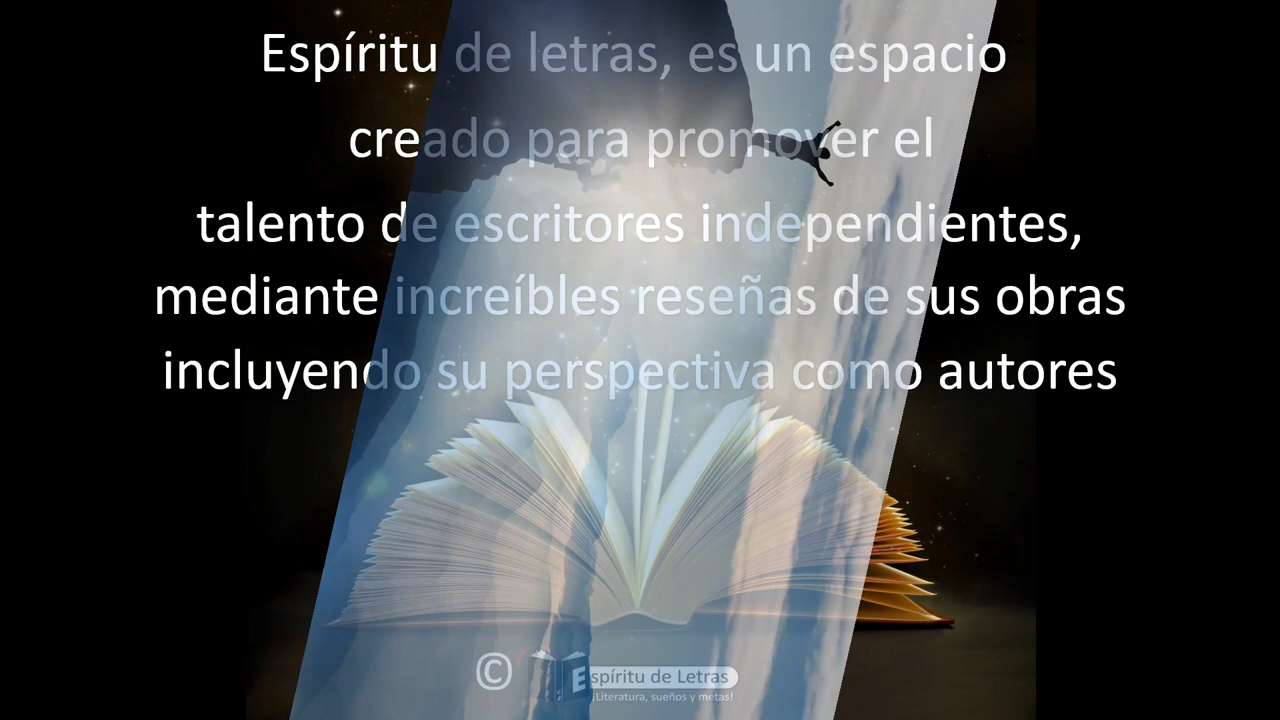 Espíritu de letras, es un espacio
creado para promover el
talento de escritores independientes,
mediante increíbles reseñas de sus obras
incluyendo su perspectiva como autores
© Espíritu de Letras
¡Literatura, sueños y metas!